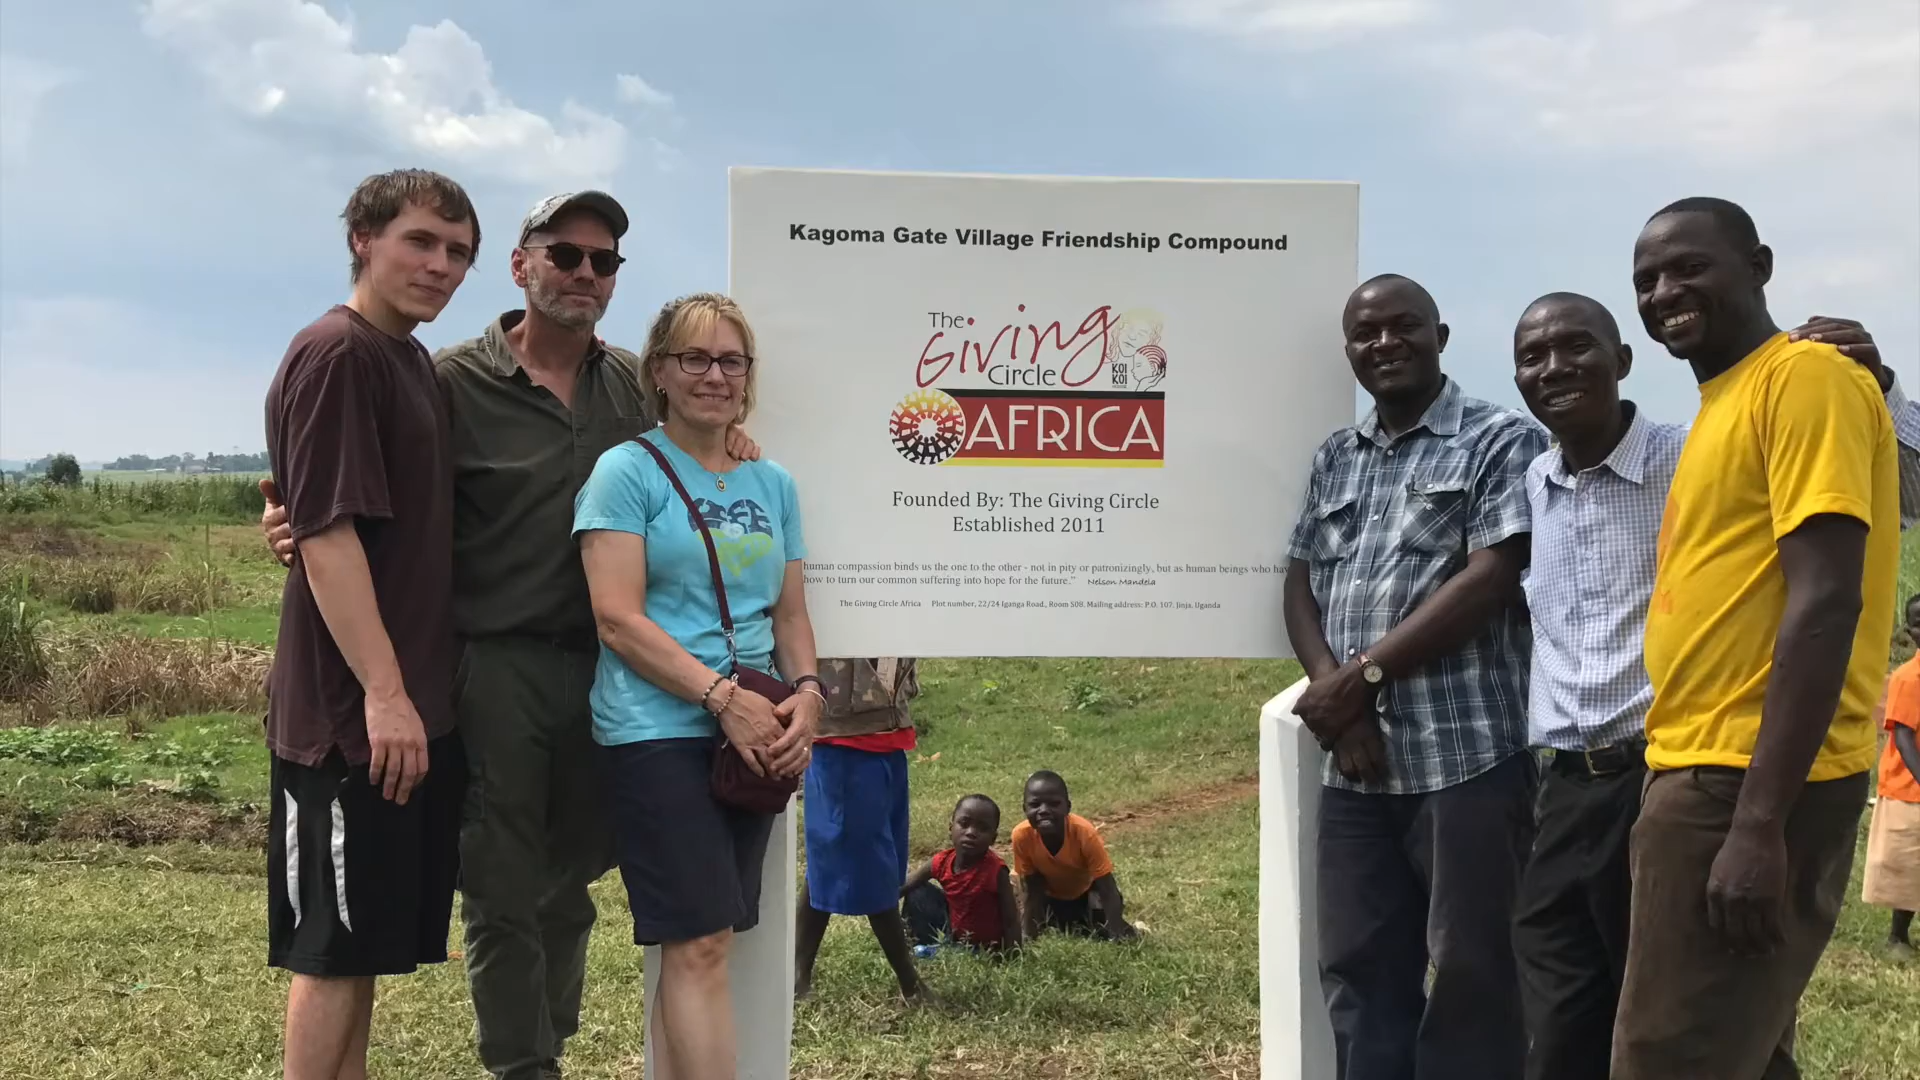 Kagoma Gate Village Friendship Compound
The
Giving
Circle
KOI
KOI
AFRICA
Founded By: The Giving Circle
Established 2011
human compassion binds us the one to the other - not in pity or patronizingly, but as human beings who hav
how to turn our common suffering into hope for the future." Nelson Mandela
The Giving Circle Africa Plot number, 22/24 Iganga Road., Room S08. Mailing address: P.O. 107. Jinja, Uganda